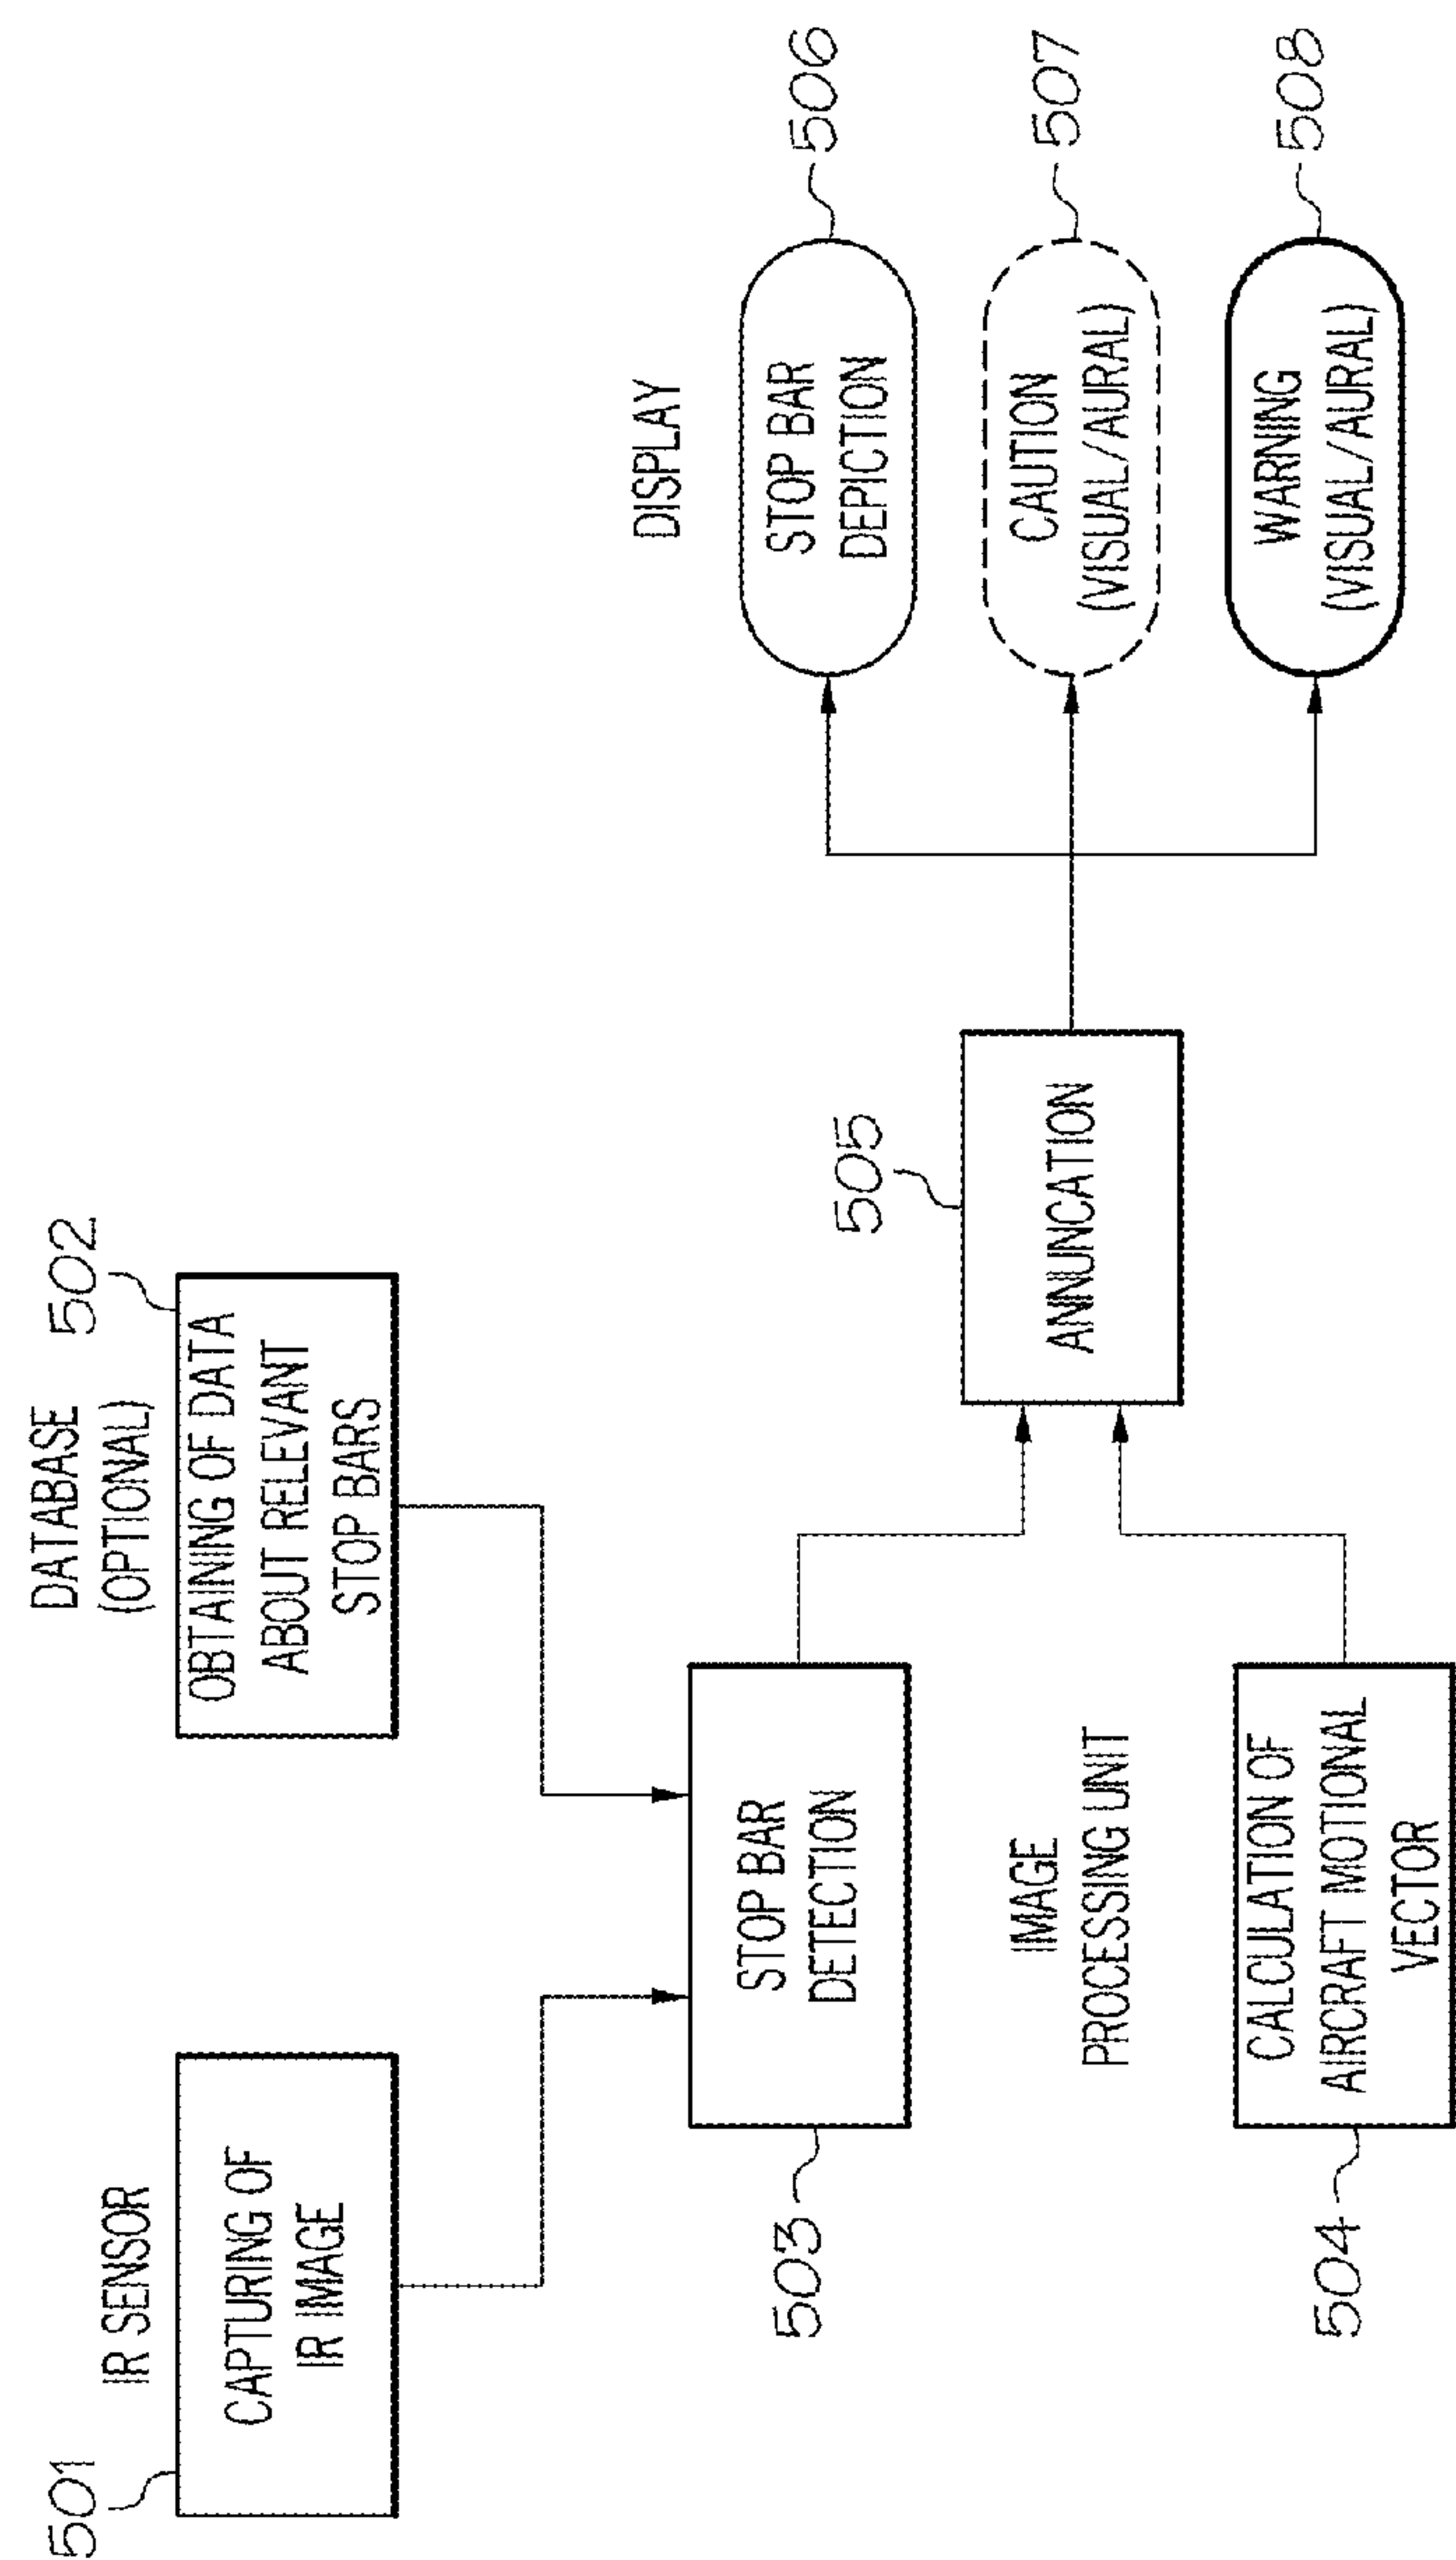 501
IR SENSOR
CAPTURING OF
IR IMAGE
DATABASE
(OPTIONAL)
502
OBTAINING OF DATA
ABOUT RELEVANT
STOP BARS
503
STOP BAR
DETECTION
IMAGE
PROCESSING UNIT
504
CALCULATION OF
AIRCRAFT MOTIONAL
VECTOR
505
ANNUNCATION
DISPLAY
STOP BAR
DEPICTION
506
CAUTION
(VISUAL/AURAL)
507
WARNING
(VISUAL/AURAL)
508